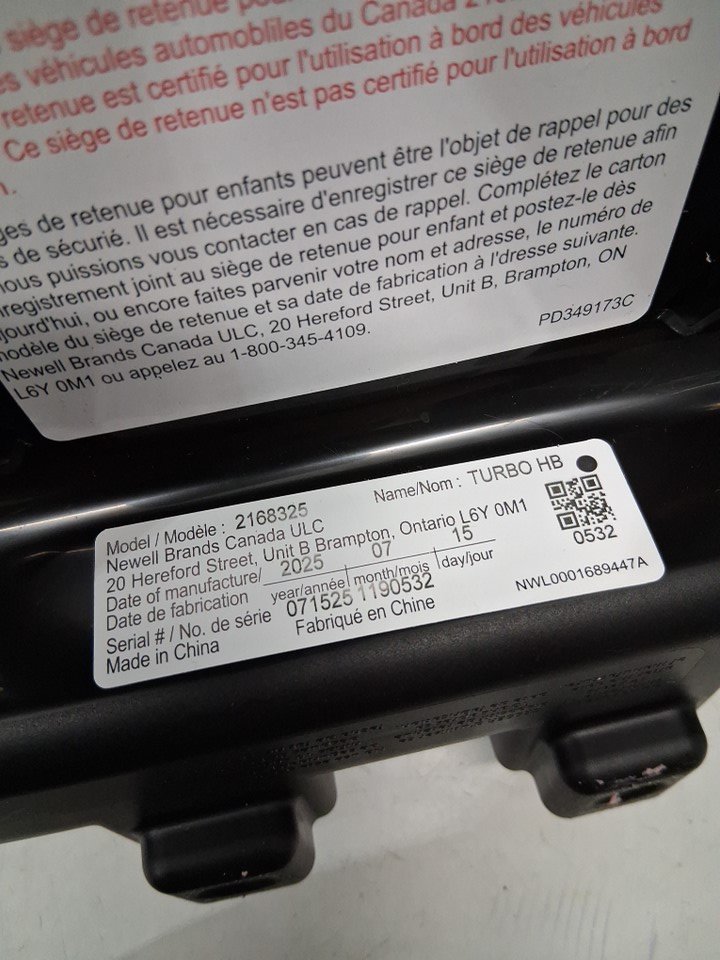 siège de retenue
es véhicules automobliles du Canada
retenue est certifié pour l'utilisation à bord des véhicules
Ce siège de retenue n'est pas certifié pour l'utilisation à bord
n.
ges de retenue pour enfants peuvent être l'objet de rappel pour des
s de sécurié. Il est nécessaire d'enregistrer ce siège de retenue afin
nous puissions vous contacter en cas de rappel. Complétez le carton
nregistrement joint au siège de retenue pour enfant et postez-le dès
jourd'hui, ou encore faites parvenir votre nom et adresse, le numéro de
modèle du siège de retenue et sa date de fabrication à l'dresse suivante.
Newell Brands Canada ULC, 20 Hereford Street, Unit B, Brampton, ON
L6Y 0M1 ou appelez au 1-800-345-4109.
PD349173C
Model / Modèle : 2168325 Name/Nom : TURBO HB
Newell Brands Canada ULC
20 Hereford Street, Unit B Brampton, Ontario L6Y 0M1
Date of manufacture/ 2025 07 15
Date de fabrication year/année month/mois day/jour
Serial # / No. de série 071525 1190532
Made in China Fabriqué en Chine
0532
NWL0001689447A